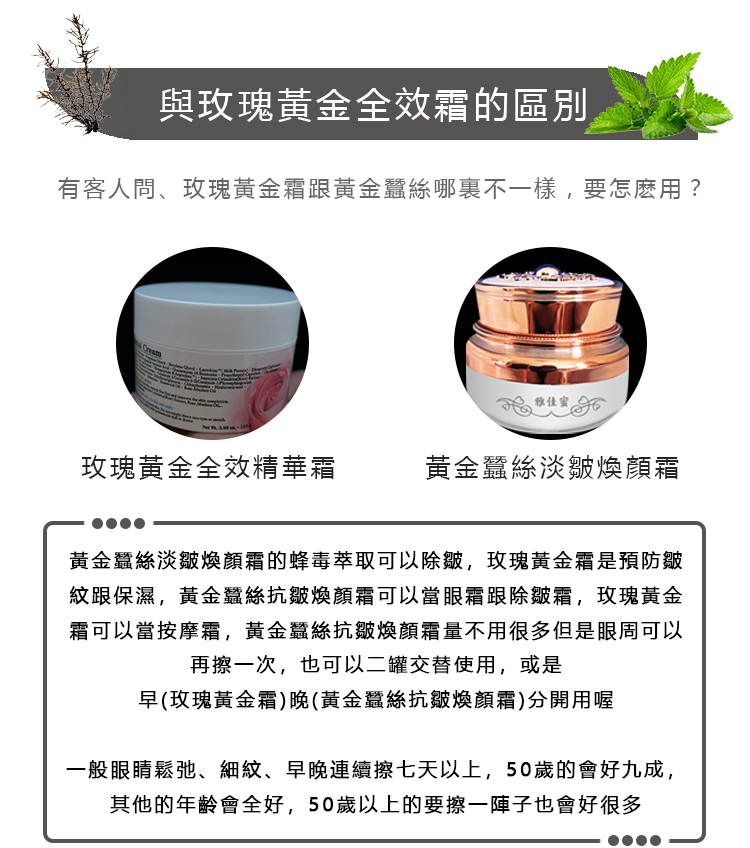 與玫瑰黃金全效霜的區別
有客人問、玫瑰黃金霜跟黃金蠶絲哪裏不一樣，要怎麼用？
Cream
雅佳蜜
玫瑰黃金全效精華霜
黃金蠶絲淡皺煥顏霜
黃金蠶絲淡皺煥顏霜的蜂毒萃取可以除皺，玫瑰黃金霜是預防皺
紋跟保濕，黃金蠶絲抗皺煥顏霜可以當眼霜跟除皺霜，玫瑰黃金
霜可以當按摩霜，黃金蠶絲抗皺煥顏霜量不用很多但是眼周可以
再擦一次，也可以二罐交替使用，或是
早(玫瑰黃金霜)晚(黃金蠶絲抗皺煥顏霜)分開用喔
一般眼睛鬆弛、細紋、早晚連續擦七天以上，50歲的會好九成，
其他的年齡會全好，50歲以上的要擦一陣子也會好很多